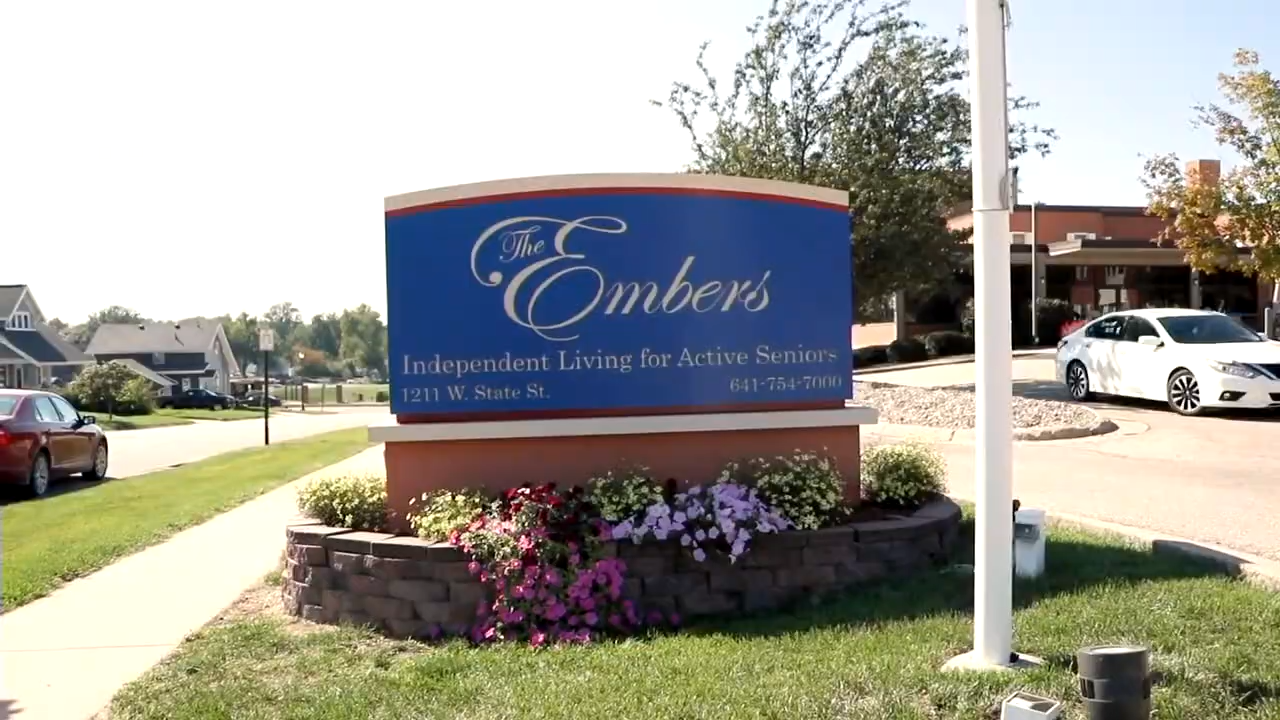 The Embers
Independent Living for Active Seniors
1211 W. State St. 641-754-7000